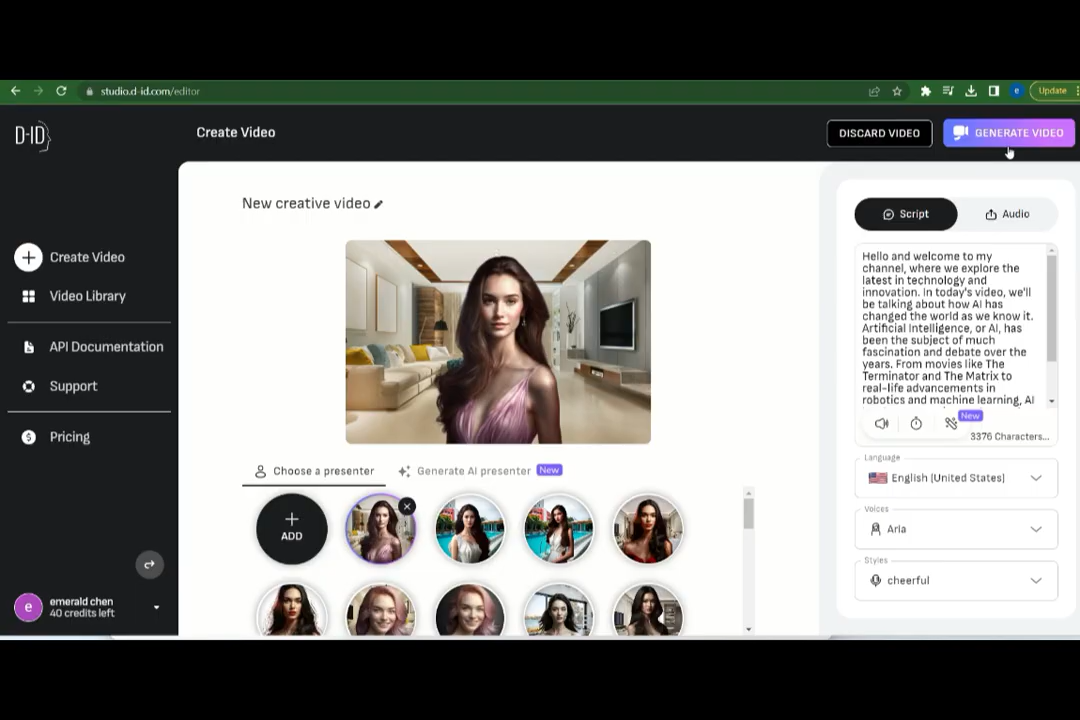 studio.d-id.com/editor
e
Update
D-ID
Create Video
DISCARD VIDEO
GENERATE VIDEO
Create Video
Video Library
API Documentation
Support
Pricing
e
emerald chen
40 credits left
New creative video
Choose a presenter
Generate AI presenter
New
ADD
Script
Audio
Hello and welcome to my
channel, where we explore the
latest in technology and
innovation. In today's video, we'll
be talking about how AI has
changed the world as we know it.
Artificial Intelligence, or AI, has
been the subject of much
fascination and debate over the
years. From movies like The
Terminator and The Matrix to
real-life advancements in
robotics and machine learning, AI
New
3376 Characters...
Language
English (United States)
Voices
Aria
Styles
cheerful